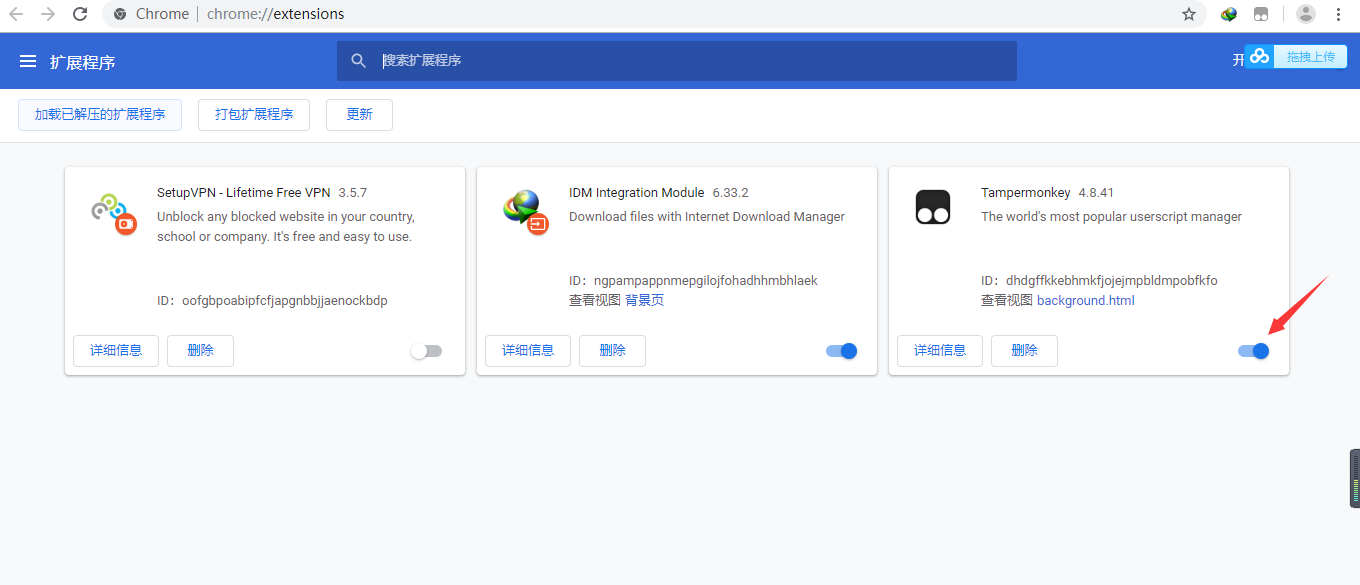 Chrome | chrome://extensions
扩展程序
搜索扩展程序
开
拖拽上传
加载已解压的扩展程序
打包扩展程序
更新
SetupVPN - Lifetime Free VPN 3.5.7
Unblock any blocked website in your country,
school or company. It's free and easy to use.
ID：oofgbpoabipfcfjapgnbbjjaenockbdp
详细信息
删除
IDM Integration Module 6.33.2
Download files with Internet Download Manager
ID：ngpampappnmepgilojfohadhhmbhlaek
查看视图 背景页
详细信息
删除
Tampermonkey 4.8.41
The world's most popular userscript manager
ID：dhdgffkkebhmkfjojejmpbldmpobfkfo
查看视图 background.html
详细信息
删除